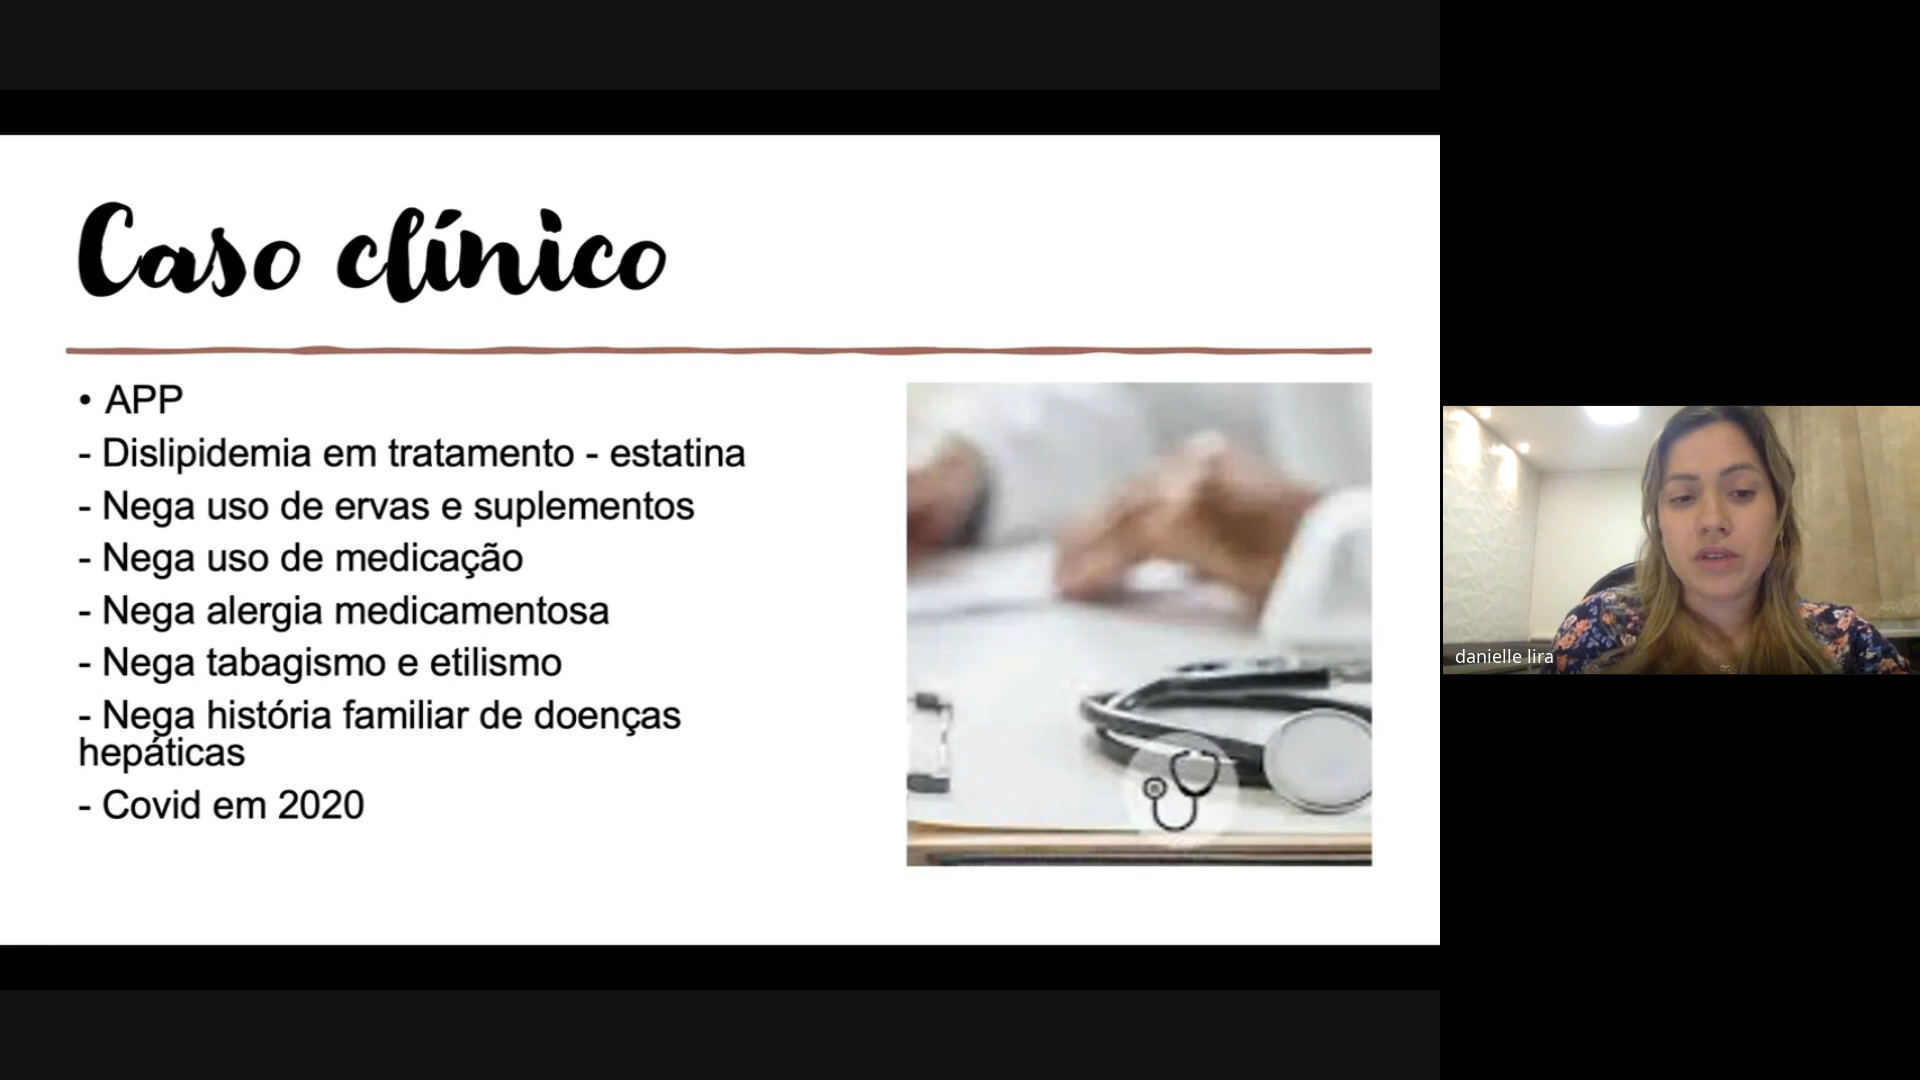 Caso clínico
• APP
- Dislipidemia em tratamento - estatina
- Nega uso de ervas e suplementos
- Nega uso de medicação
- Nega alergia medicamentosa
- Nega tabagismo e etilismo
- Nega história familiar de doenças
hepáticas
- Covid em 2020
danielle lira